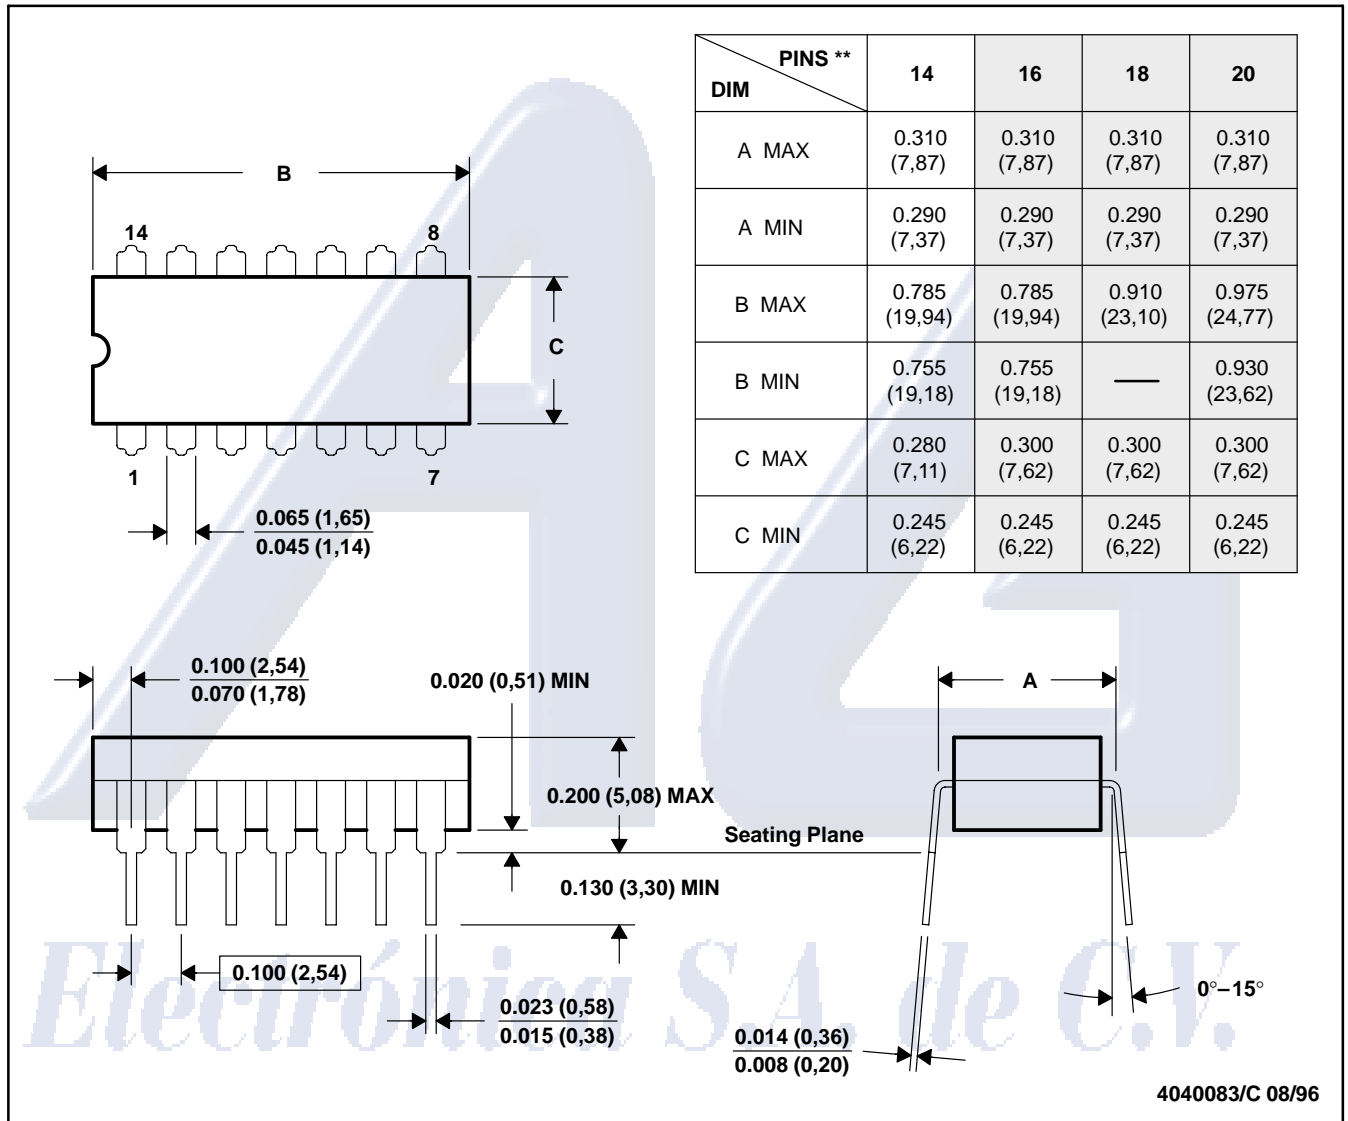 PINS **
DIM
14 16 18 20
A MAX 0.310 (7,87) 0.310 (7,87) 0.310 (7,87) 0.310 (7,87)
A MIN 0.290 (7,37) 0.290 (7,37) 0.290 (7,37) 0.290 (7,37)
B MAX 0.785 (19,94) 0.785 (19,94) 0.910 (23,10) 0.975 (24,77)
B MIN 0.755 (19,18) 0.755 (19,18) — 0.930 (23,62)
C MAX 0.280 (7,11) 0.300 (7,62) 0.300 (7,62) 0.300 (7,62)
C MIN 0.245 (6,22) 0.245 (6,22) 0.245 (6,22) 0.245 (6,22)
B
14 8
C
1 7
0.065 (1,65)
0.045 (1,14)
0.100 (2,54)
0.070 (1,78)
0.020 (0,51) MIN
A
0.200 (5,08) MAX
Seating Plane
0.130 (3,30) MIN
0.100 (2,54)
0.023 (0,58)
0.015 (0,38)
0°–15°
0.014 (0,36)
0.008 (0,20)
Electrónica S.A. de C.V.
4040083/C 08/96